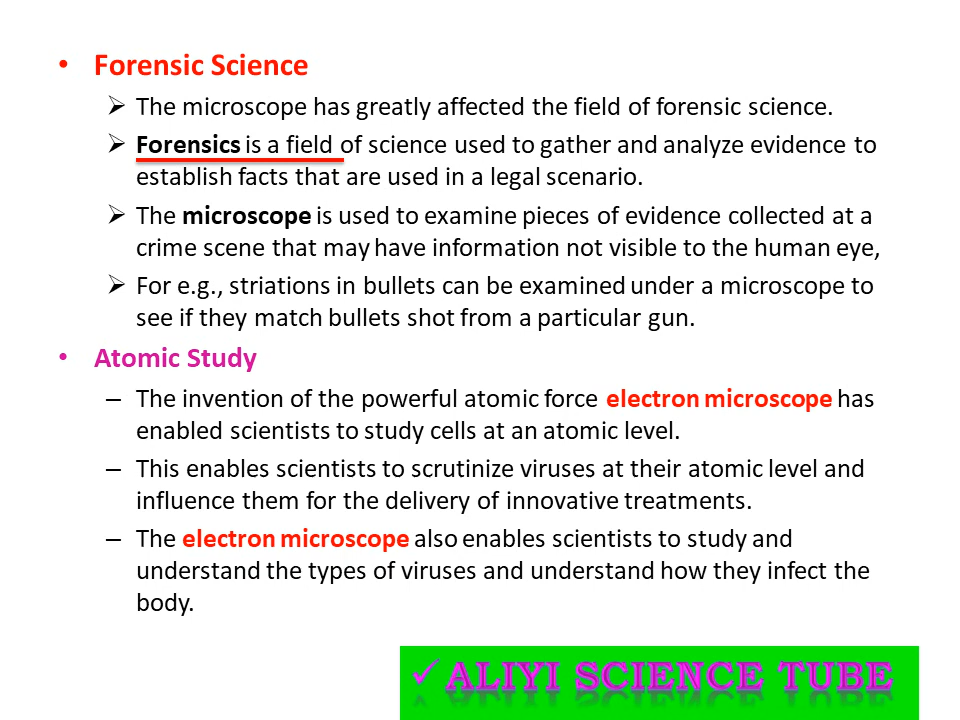 • Forensic Science
➢ The microscope has greatly affected the field of forensic science.
➢ Forensics is a field of science used to gather and analyze evidence to
establish facts that are used in a legal scenario.
➢ The microscope is used to examine pieces of evidence collected at a
crime scene that may have information not visible to the human eye,
➢ For e.g., striations in bullets can be examined under a microscope to
see if they match bullets shot from a particular gun.
• Atomic Study
– The invention of the powerful atomic force electron microscope has
enabled scientists to study cells at an atomic level.
– This enables scientists to scrutinize viruses at their atomic level and
influence them for the delivery of innovative treatments.
– The electron microscope also enables scientists to study and
understand the types of viruses and understand how they infect the
body.
✓ ALIYI SCIENCE TUBE